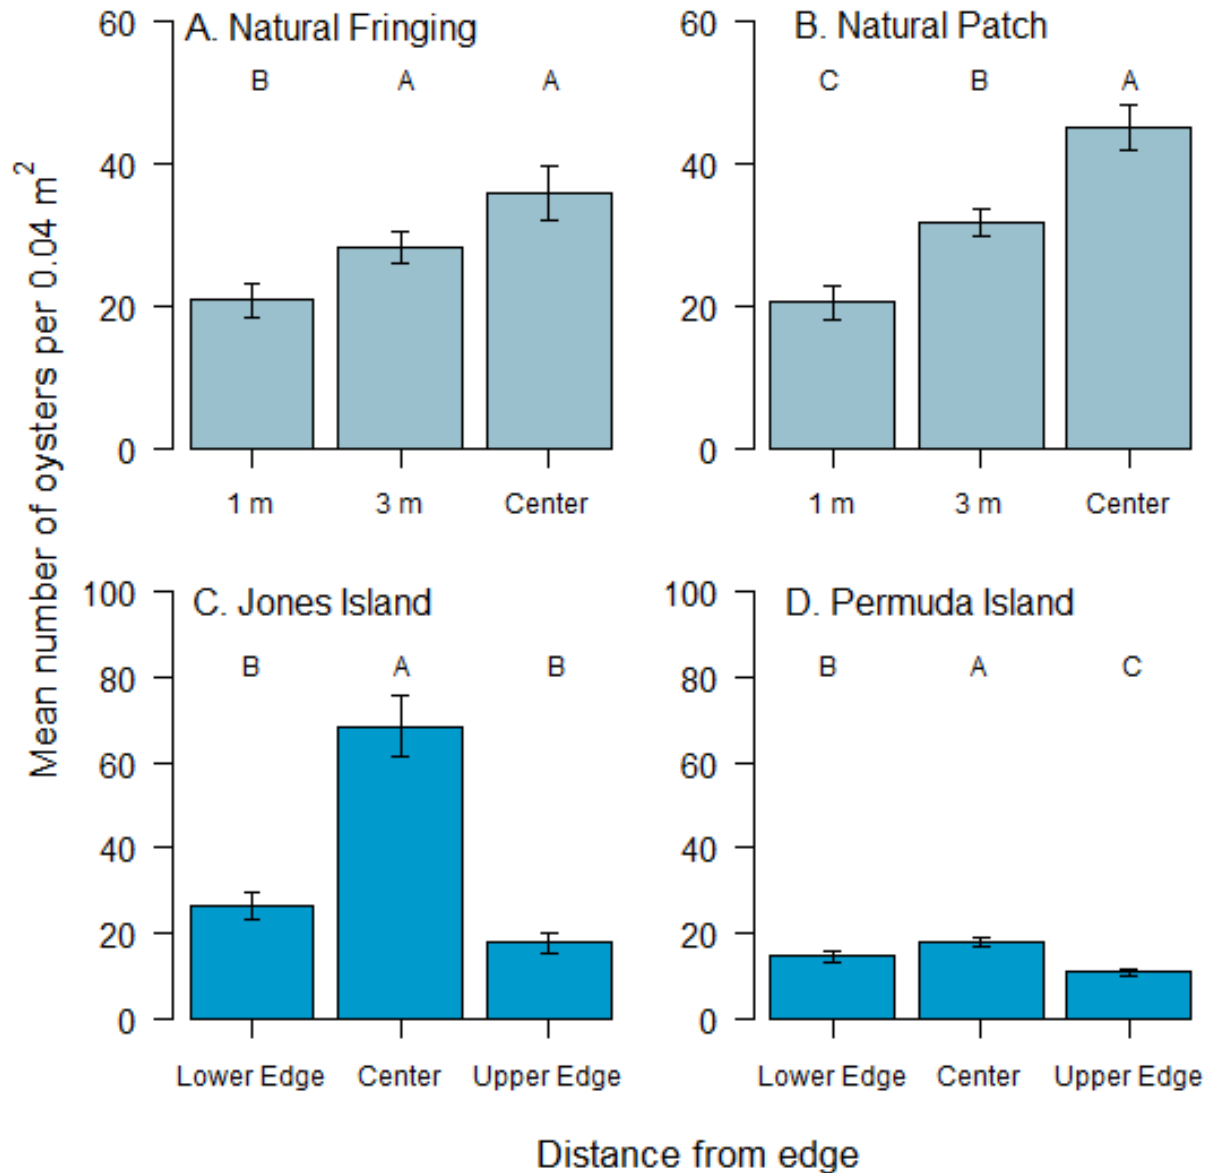 Mean number of oysters per 0.04 m²
A. Natural Fringing
B A A
60
40
20
0
1 m 3 m Center
B. Natural Patch
C B A
60
40
20
0
1 m 3 m Center
C. Jones Island
B A B
100
80
60
40
20
0
Lower Edge Center Upper Edge
D. Permuda Island
B A C
100
80
60
40
20
0
Lower Edge Center Upper Edge
Distance from edge